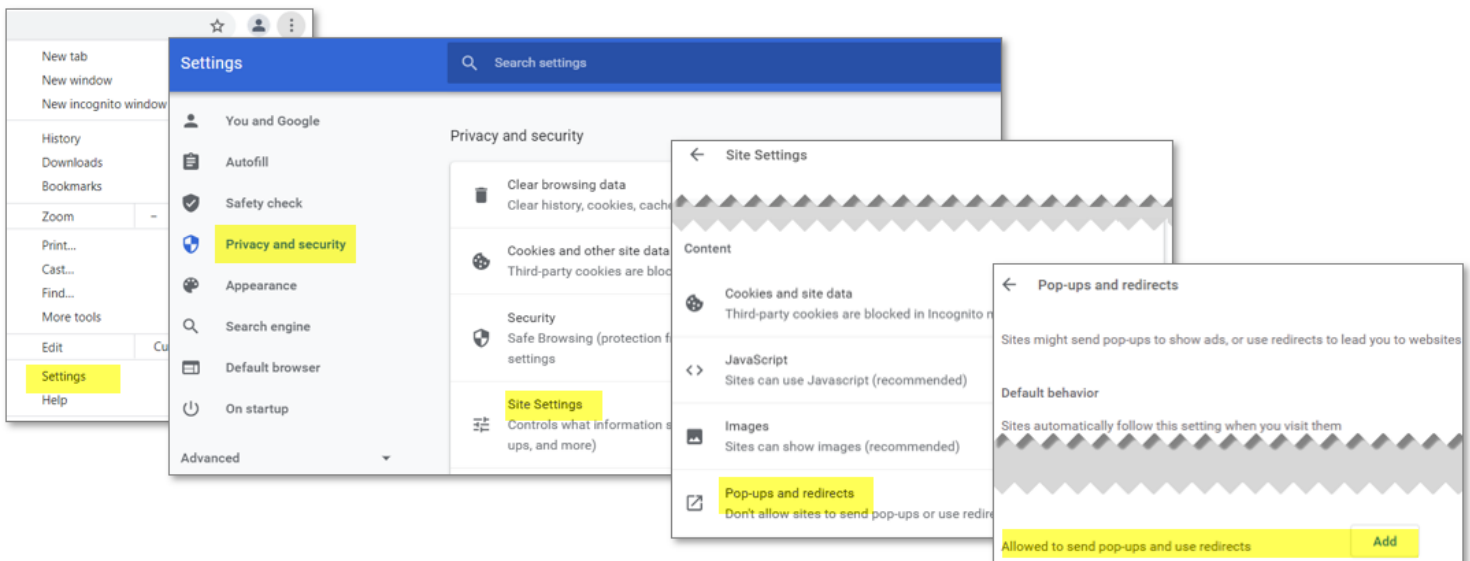 New tab
New window
New incognito window
History
Downloads
Bookmarks
Zoom -
Print...
Cast...
Find...
More tools
Edit Cu
Settings
Help
Settings
Search settings
You and Google
Autofill
Safety check
Privacy and security
Appearance
Search engine
Default browser
On startup
Advanced
Privacy and security
Clear browsing data
Clear history, cookies, cache
Cookies and other site data
Third-party cookies are bloc
Security
Safe Browsing (protection f
settings
Site Settings
Controls what information s
ups, and more)
Site Settings
Content
Cookies and site data
Third-party cookies are blocked in Incognito m
JavaScript
Sites can use Javascript (recommended)
Images
Sites can show images (recommended)
Pop-ups and redirects
Don't allow sites to send pop-ups or use redire
Pop-ups and redirects
Sites might send pop-ups to show ads, or use redirects to lead you to websites
Default behavior
Sites automatically follow this setting when you visit them
Allowed to send pop-ups and use redirects Add